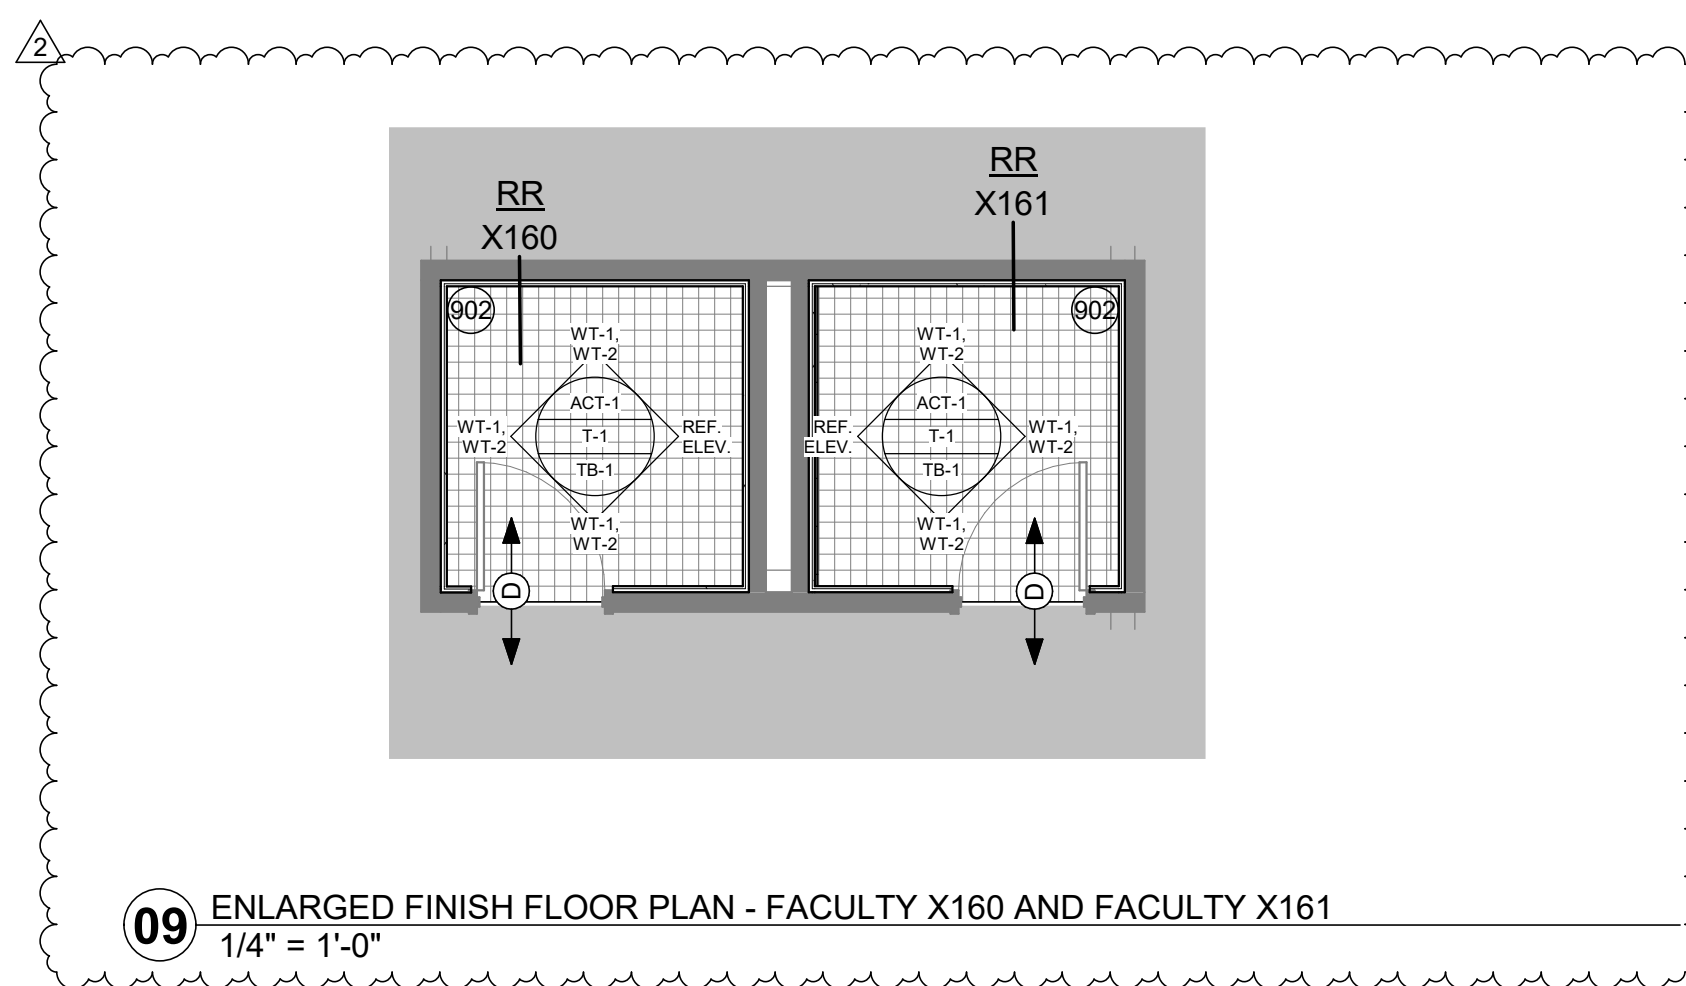 2
RR
X160
RR
X161
902
WT-1,
WT-2
ACT-1
T-1
TB-1
WT-1,
WT-2
REF.
ELEV.
WT-1,
WT-2
D
902
WT-1,
WT-2
ACT-1
T-1
TB-1
REF.
ELEV.
WT-1,
WT-2
WT-1,
WT-2
D
09
ENLARGED FINISH FLOOR PLAN - FACULTY X160 AND FACULTY X161
1/4" = 1'-0"